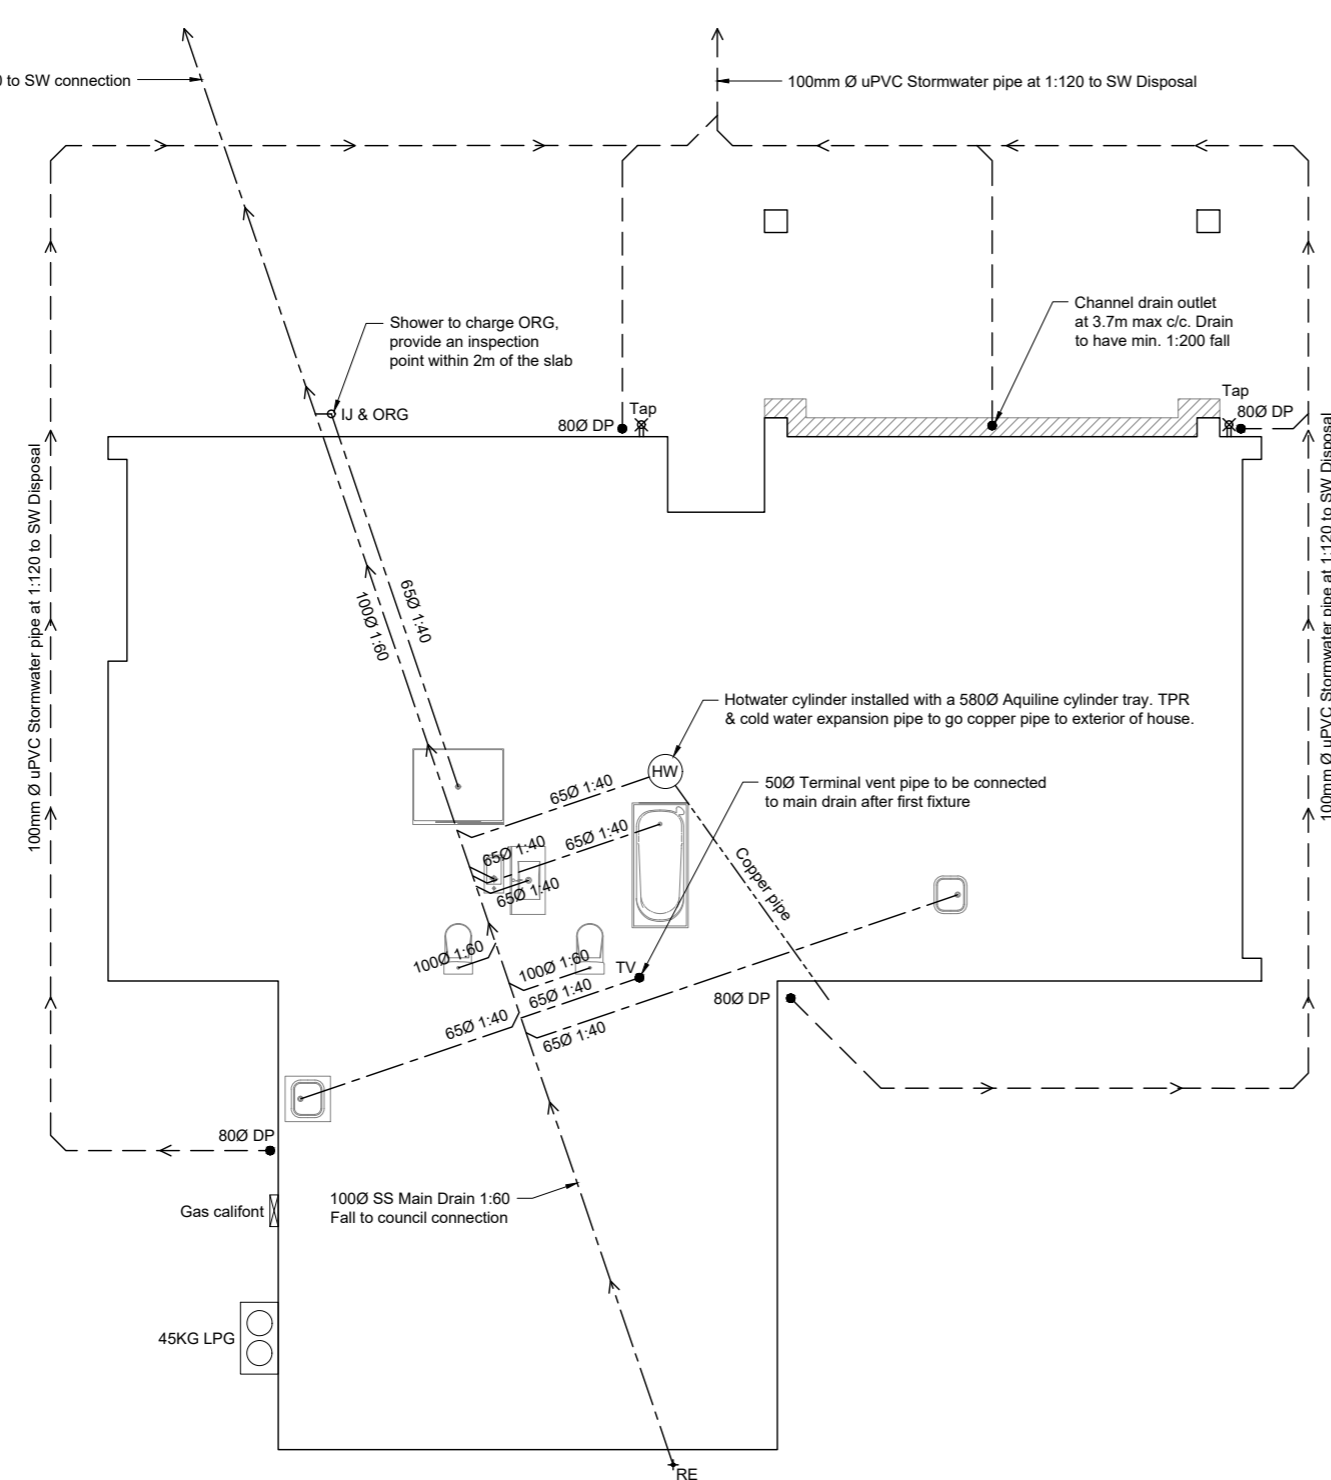 to SW connection
100mm Ø uPVC Stormwater pipe at 1:120 to SW Disposal
Shower to charge ORG,
provide an inspection
point within 2m of the slab
Channel drain outlet
at 3.7m max c/c. Drain
to have min. 1:200 fall
IJ & ORG
80Ø DP
Tap
Tap
80Ø DP
100mm Ø uPVC Stormwater pipe at 1:120 to SW Disposal
100mm Ø uPVC Stormwater pipe at 1:120 to SW Disposal
65Ø 1:40
100Ø 1:60
Hotwater cylinder installed with a 580Ø Aquiline cylinder tray. TPR
& cold water expansion pipe to go copper pipe to exterior of house.
HW
65Ø 1:40
50Ø Terminal vent pipe to be connected
to main drain after first fixture
65Ø 1:40
65Ø 1:40
65Ø 1:40
Copper pipe
100Ø 1:60
100Ø 1:60
TV
65Ø 1:40
80Ø DP
65Ø 1:40
65Ø 1:40
80Ø DP
100Ø SS Main Drain 1:60
Fall to council connection
Gas califont
45KG LPG
RE